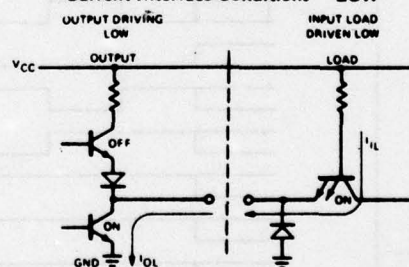 OUTPUT DRIVING
LOW
INPUT LOAD
DRIVEN LOW
VCC
OUTPUT
LOAD
OFF
IIL
ON
ON
GND
IOL